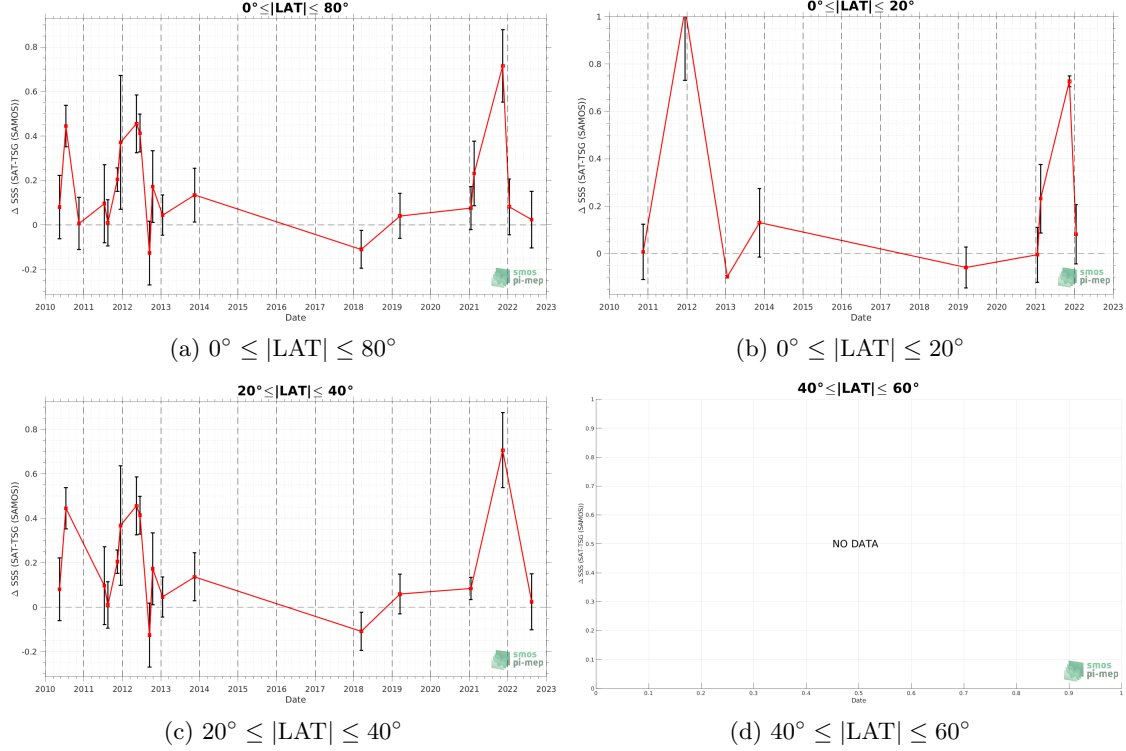 0°≤|LAT|≤ 80°
Δ SSS (SAT-TSG (SAMOS))
0.8
0.6
0.4
0.2
0
-0.2
2010 2011 2012 2013 2014 2015 2016 2017 2018 2019 2020 2021 2022 2023
Date
smos
pi-mep
(a) 0° ≤ |LAT| ≤ 80°
0°≤|LAT|≤ 20°
Δ SSS (SAT-TSG (SAMOS))
1
0.8
0.6
0.4
0.2
0
2010 2011 2012 2013 2014 2015 2016 2017 2018 2019 2020 2021 2022 2023
Date
smos
pi-mep
(b) 0° ≤ |LAT| ≤ 20°
20°≤|LAT|≤ 40°
Δ SSS (SAT-TSG (SAMOS))
0.8
0.6
0.4
0.2
0
-0.2
2010 2011 2012 2013 2014 2015 2016 2017 2018 2019 2020 2021 2022 2023
Date
smos
pi-mep
(c) 20° ≤ |LAT| ≤ 40°
40°≤|LAT|≤ 60°
Δ SSS (SAT-TSG (SAMOS))
1
0.9
0.8
0.7
0.6
0.5
0.4
0.3
0.2
0.1
0
NO DATA
0 0.1 0.2 0.3 0.4 0.5 0.6 0.7 0.8 0.9 1
Date
smos
pi-mep
(d) 40° ≤ |LAT| ≤ 60°